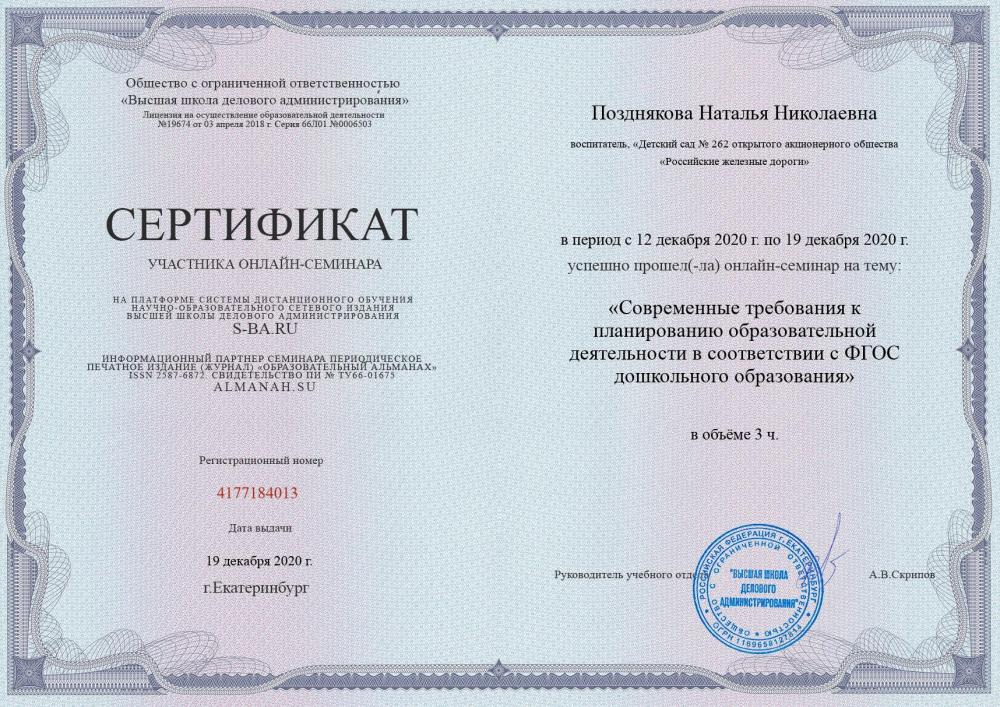 Общество с ограниченной ответственностью
«Высшая школа делового администрирования»
Лицензия на осуществление образовательной деятельности
№19674 от 03 апреля 2018 г. Серия 66Л01 №0006503
СЕРТИФИКАТ
УЧАСТНИКА ОНЛАЙН-СЕМИНАРА
НА ПЛАТФОРМЕ СИСТЕМЫ ДИСТАНЦИОННОГО ОБУЧЕНИЯ
НАУЧНО-ОБРАЗОВАТЕЛЬНОГО СЕТЕВОГО ИЗДАНИЯ
ВЫСШЕЙ ШКОЛЫ ДЕЛОВОГО АДМИНИСТРИРОВАНИЯ
S-BA.RU
ИНФОРМАЦИОННЫЙ ПАРТНЕР СЕМИНАРА ПЕРИОДИЧЕСКОЕ
ПЕЧАТНОЕ ИЗДАНИЕ (ЖУРНАЛ) «ОБРАЗОВАТЕЛЬНЫЙ АЛЬМАНАХ»
ISSN 2587-6872. СВИДЕТЕЛЬСТВО ПИ № ТУ66-01675
ALMANAH.SU
Регистрационный номер
4177184013
Дата выдачи
19 декабря 2020 г.
г.Екатеринбург
Позднякова Наталья Николаевна
воспитатель, «Детский сад № 262 открытого акционерного общества
«Российские железные дороги»
в период с 12 декабря 2020 г. по 19 декабря 2020 г.
успешно прошел(-ла) онлайн-семинар на тему:
«Современные требования к
планированию образовательной
деятельности в соответствии с ФГОС
дошкольного образования»
в объёме 3 ч.
Руководитель учебного отде
А.В.Скрипов
РОССИЙСКАЯ ФЕДЕРАЦИЯ г. ЕКАТЕРИНБУРГ
ОБЩЕСТВО С ОГРАНИЧЕННОЙ ОТВЕТСТВЕННОСТЬЮ
"ВЫСШАЯ ШКОЛА
ДЕЛОВОГО
АДМИНИСТРИРОВАНИЯ"
ОГРН 1169658127814